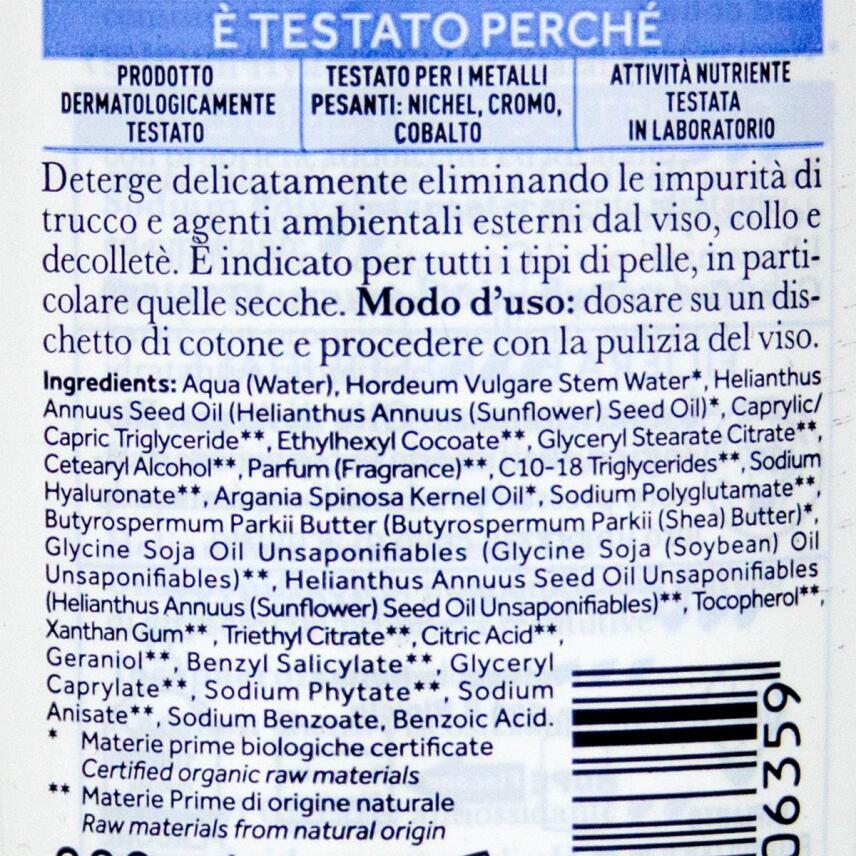 È TESTATO PERCHÉ
PRODOTTO
DERMATOLOGICAMENTE
TESTATO
TESTATO PER I METALLI
PESANTI: NICHEL, CROMO,
COBALTO
ATTIVITÀ NUTRIENTE
TESTATA
IN LABORATORIO
Deterge delicatamente eliminando le impurità di
trucco e agenti ambientali esterni dal viso, collo e
decolletè. È indicato per tutti i tipi di pelle, in parti-
colare quelle secche. Modo d'uso: dosare su un dis-
chetto di cotone e procedere con la pulizia del viso.
Ingredients: Aqua (Water), Hordeum Vulgare Stem Water*, Helianthus
Annuus Seed Oil (Helianthus Annuus (Sunflower) Seed Oil)*, Caprylic/
Capric Triglyceride**, Ethylhexyl Cocoate**, Glyceryl Stearate Citrate**,
Cetearyl Alcohol**, Parfum (Fragrance)**, C10-18 Triglycerides**, Sodium
Hyaluronate**, Argania Spinosa Kernel Oil*, Sodium Polyglutamate**,
Butyrospermum Parkii Butter (Butyrospermum Parkii (Shea) Butter)*,
Glycine Soja Oil Unsaponifiables (Glycine Soja (Soybean) Oil
Unsaponifiables)**, Helianthus Annuus Seed Oil Unsaponifiables
(Helianthus Annuus (Sunflower) Seed Oil Unsaponifiables)**, Tocopherol**,
Xanthan Gum**, Triethyl Citrate**, Citric Acid**,
Geraniol**, Benzyl Salicylate**, Glyceryl
Caprylate**, Sodium Phytate**, Sodium
Anisate**, Sodium Benzoate, Benzoic Acid.
* Materie prime biologiche certificate
Certified organic raw materials
** Materie Prime di origine naturale
Raw materials from natural origin
06359